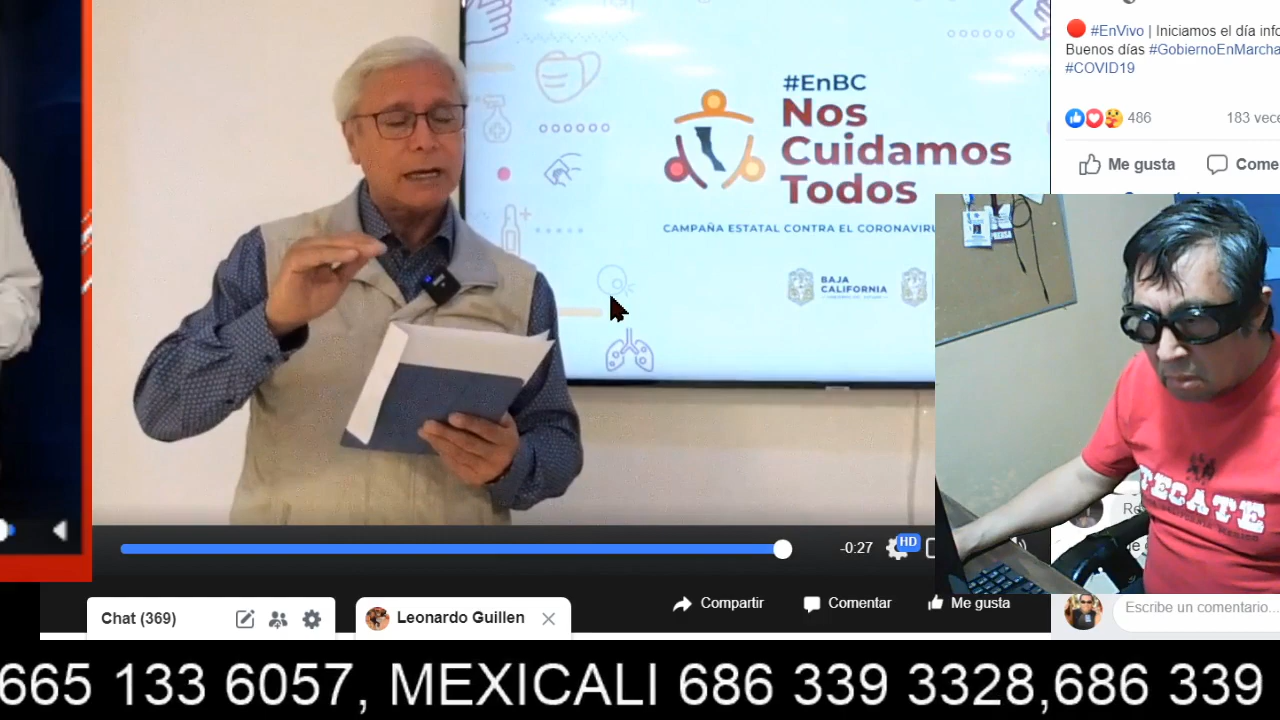 #EnVivo | Iniciamos el día info
Buenos días #GobiernoEnMarcha
#COVID19
486
183 vece
Me gusta
Come
#EnBC
Nos
Cuidamos
Todos
CAMPAÑA ESTATAL CONTRA EL CORONAVIRU
BAJA
CALIFORNIA
PRENSA
TECATE
-0:27
HD
Compartir
Comentar
Me gusta
Chat (369)
Leonardo Guillen
Escribe un comentario...
665 133 6057, MEXICALI 686 339 3328,686 339